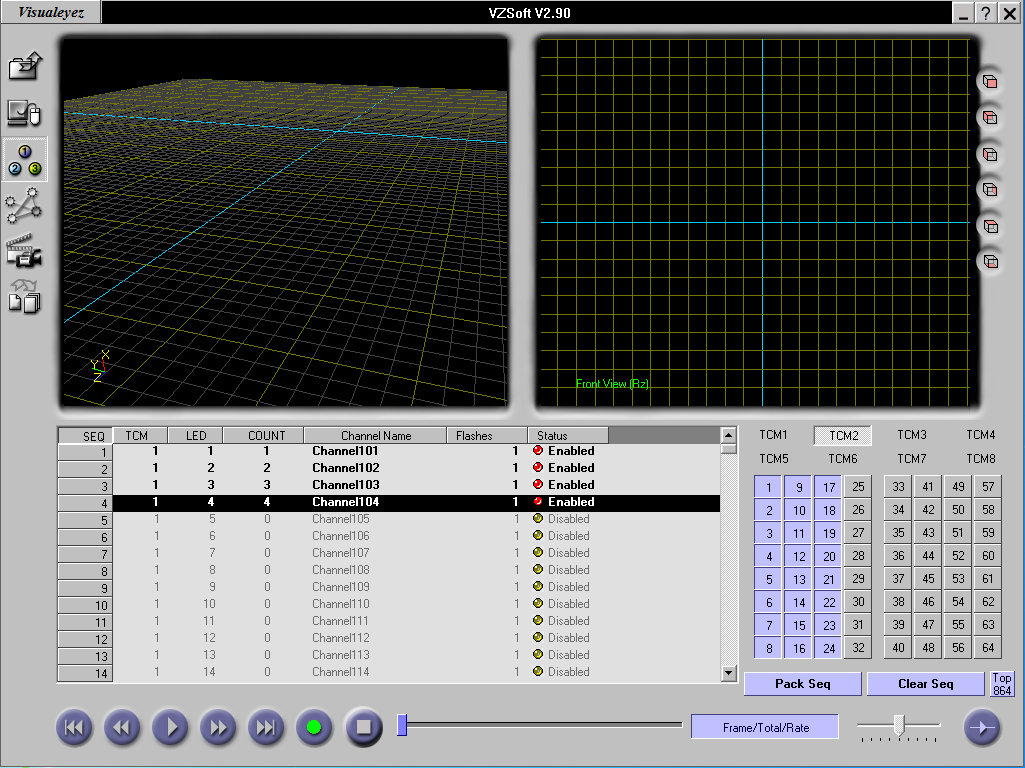 Visualeyez
VZSoft V2.90
?
1
2 3
X
Y
Z
Front View (Rz)
SEQ TCM LED COUNT Channel Name Flashes Status
1 1 1 1 Channel101 1 Enabled
2 1 2 2 Channel102 1 Enabled
3 1 3 3 Channel103 1 Enabled
4 1 4 4 Channel104 1 Enabled
5 1 5 0 Channel105 1 Disabled
6 1 6 0 Channel106 1 Disabled
7 1 7 0 Channel107 1 Disabled
8 1 8 0 Channel108 1 Disabled
9 1 9 0 Channel109 1 Disabled
10 1 10 0 Channel110 1 Disabled
11 1 11 0 Channel111 1 Disabled
12 1 12 0 Channel112 1 Disabled
13 1 13 0 Channel113 1 Disabled
14 1 14 0 Channel114 1 Disabled
TCM1 TCM2 TCM3 TCM4
TCM5 TCM6 TCM7 TCM8
1 9 17 25 33 41 49 57
2 10 18 26 34 42 50 58
3 11 19 27 35 43 51 59
4 12 20 28 36 44 52 60
5 13 21 29 37 45 53 61
6 14 22 30 38 46 54 62
7 15 23 31 39 47 55 63
8 16 24 32 40 48 56 64
Pack Seq Clear Seq Top
864
Frame/Total/Rate